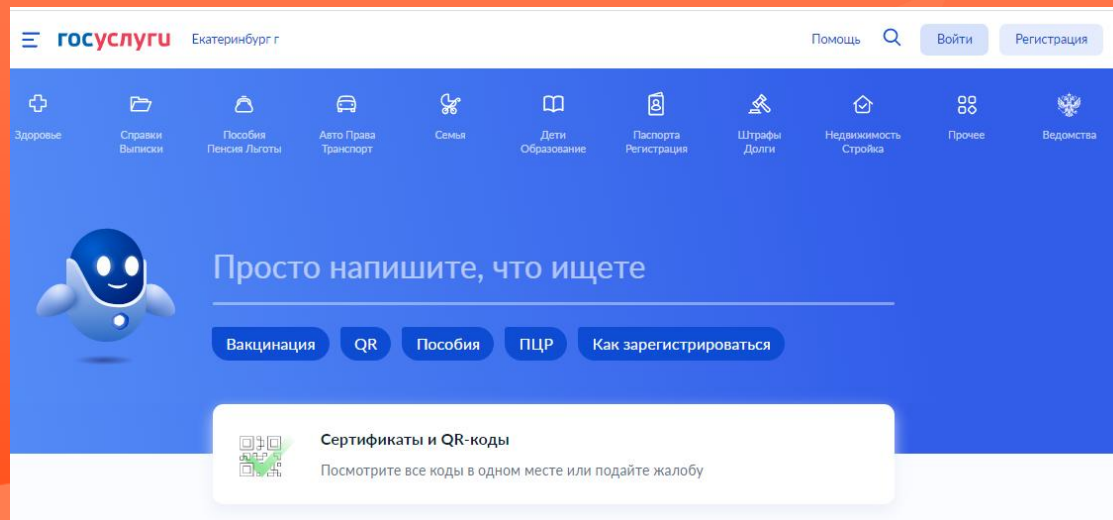 госуслуги Екатеринбург г Помощь Войти Регистрация
Здоровье
Справки Выписки
Пособия Пенсия Льготы
Авто Права Транспорт
Семья
Дети Образование
Паспорта Регистрация
Штрафы Долги
Недвижимость Стройка
Прочее
Ведомства
Просто напишите, что ищете
Вакцинация QR Пособия ПЦР Как зарегистрироваться
Сертификаты и QR-коды
Посмотрите все коды в одном месте или подайте жалобу